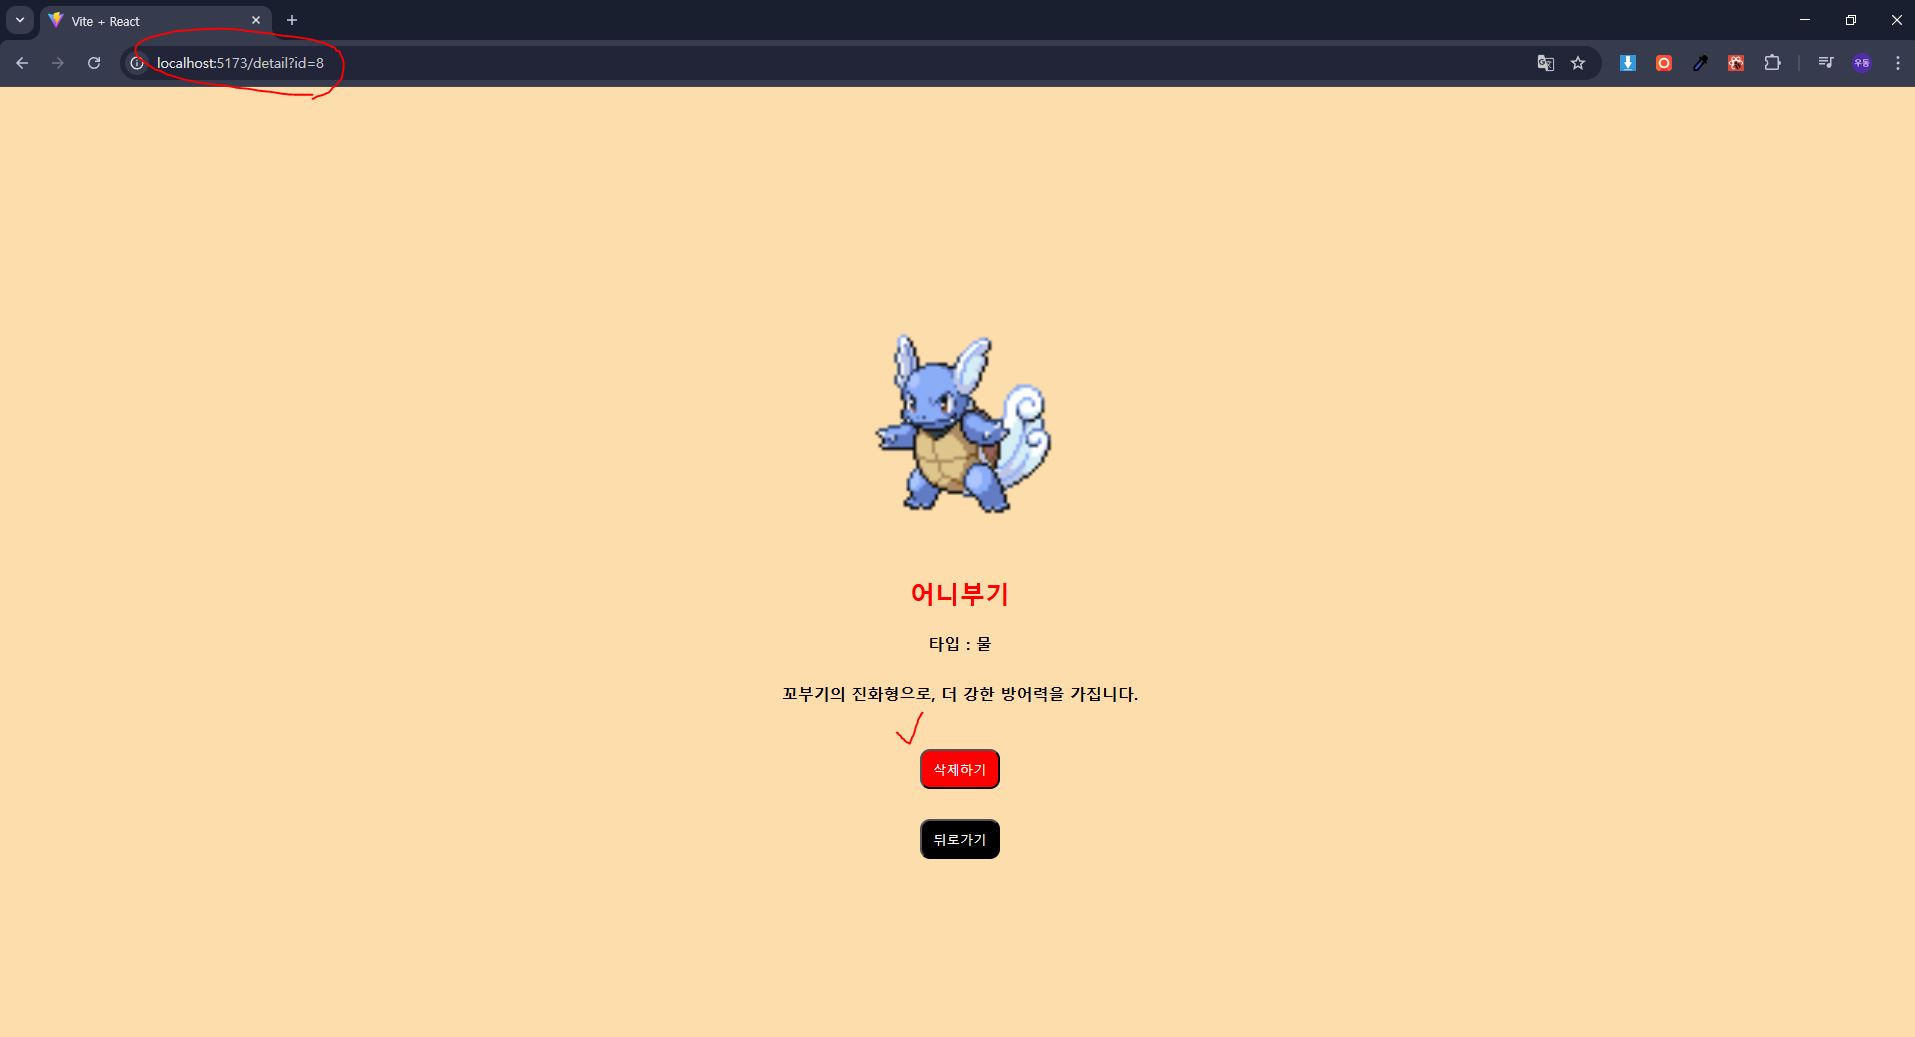 Vite + React
localhost:5173/detail?id=8
우동
어니부기
타입 : 물
꼬부기의 진화형으로, 더 강한 방어력을 가집니다.
삭제하기
뒤로가기